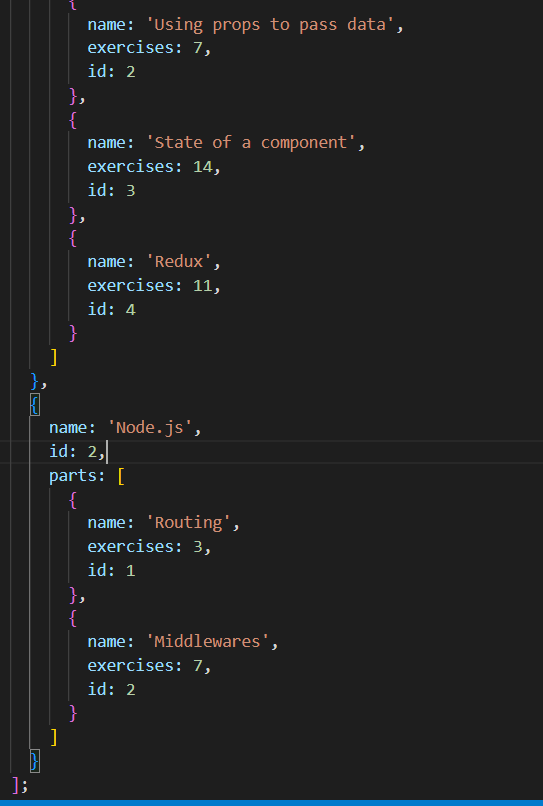 {
name: 'Using props to pass data',
exercises: 7,
id: 2
},
{
name: 'State of a component',
exercises: 14,
id: 3
},
{
name: 'Redux',
exercises: 11,
id: 4
}
]
},
{
name: 'Node.js',
id: 2,
parts: [
{
name: 'Routing',
exercises: 3,
id: 1
},
{
name: 'Middlewares',
exercises: 7,
id: 2
}
]
}
];